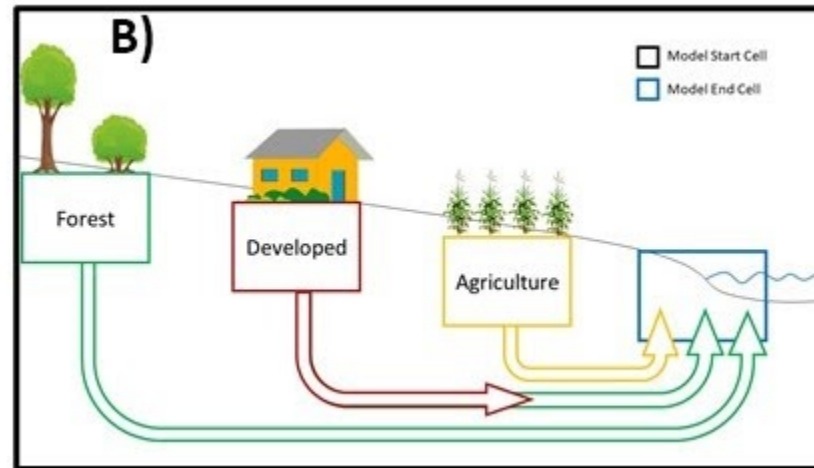 B)
Model Start Cell
Model End Cell
Forest
Developed
Agriculture